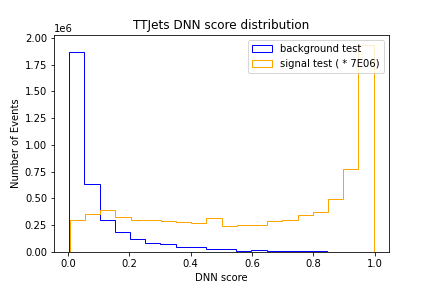 TTJets DNN score distribution
1e6
2.00
1.75
1.50
1.25
1.00
0.75
0.50
0.25
0.00
Number of Events
background test
signal test ( * 7E06)
0.0 0.2 0.4 0.6 0.8 1.0
DNN score